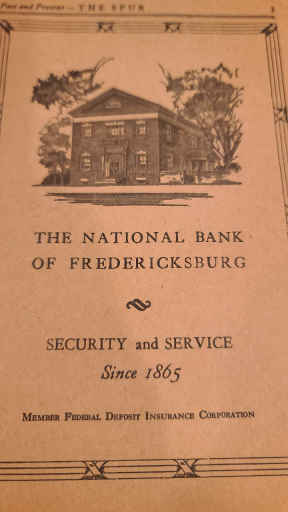 Past and Present — THE SPUR 3
THE NATIONAL BANK
OF FREDERICKSBURG
SECURITY and SERVICE
Since 1865
MEMBER FEDERAL DEPOSIT INSURANCE CORPORATION